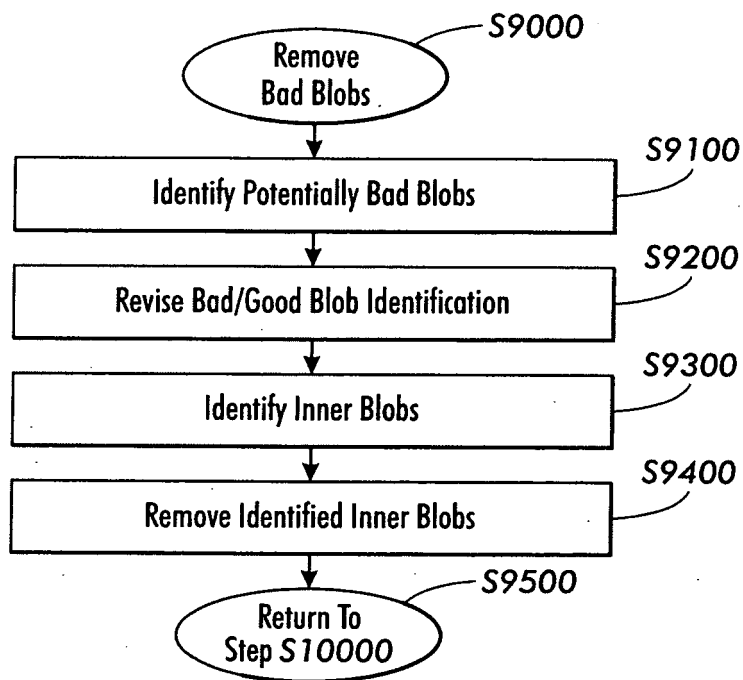 S9000
Remove
Bad Blobs
S9100
Identify Potentially Bad Blobs
S9200
Revise Bad/Good Blob Identification
S9300
Identify Inner Blobs
S9400
Remove Identified Inner Blobs
S9500
Return To
Step S10000